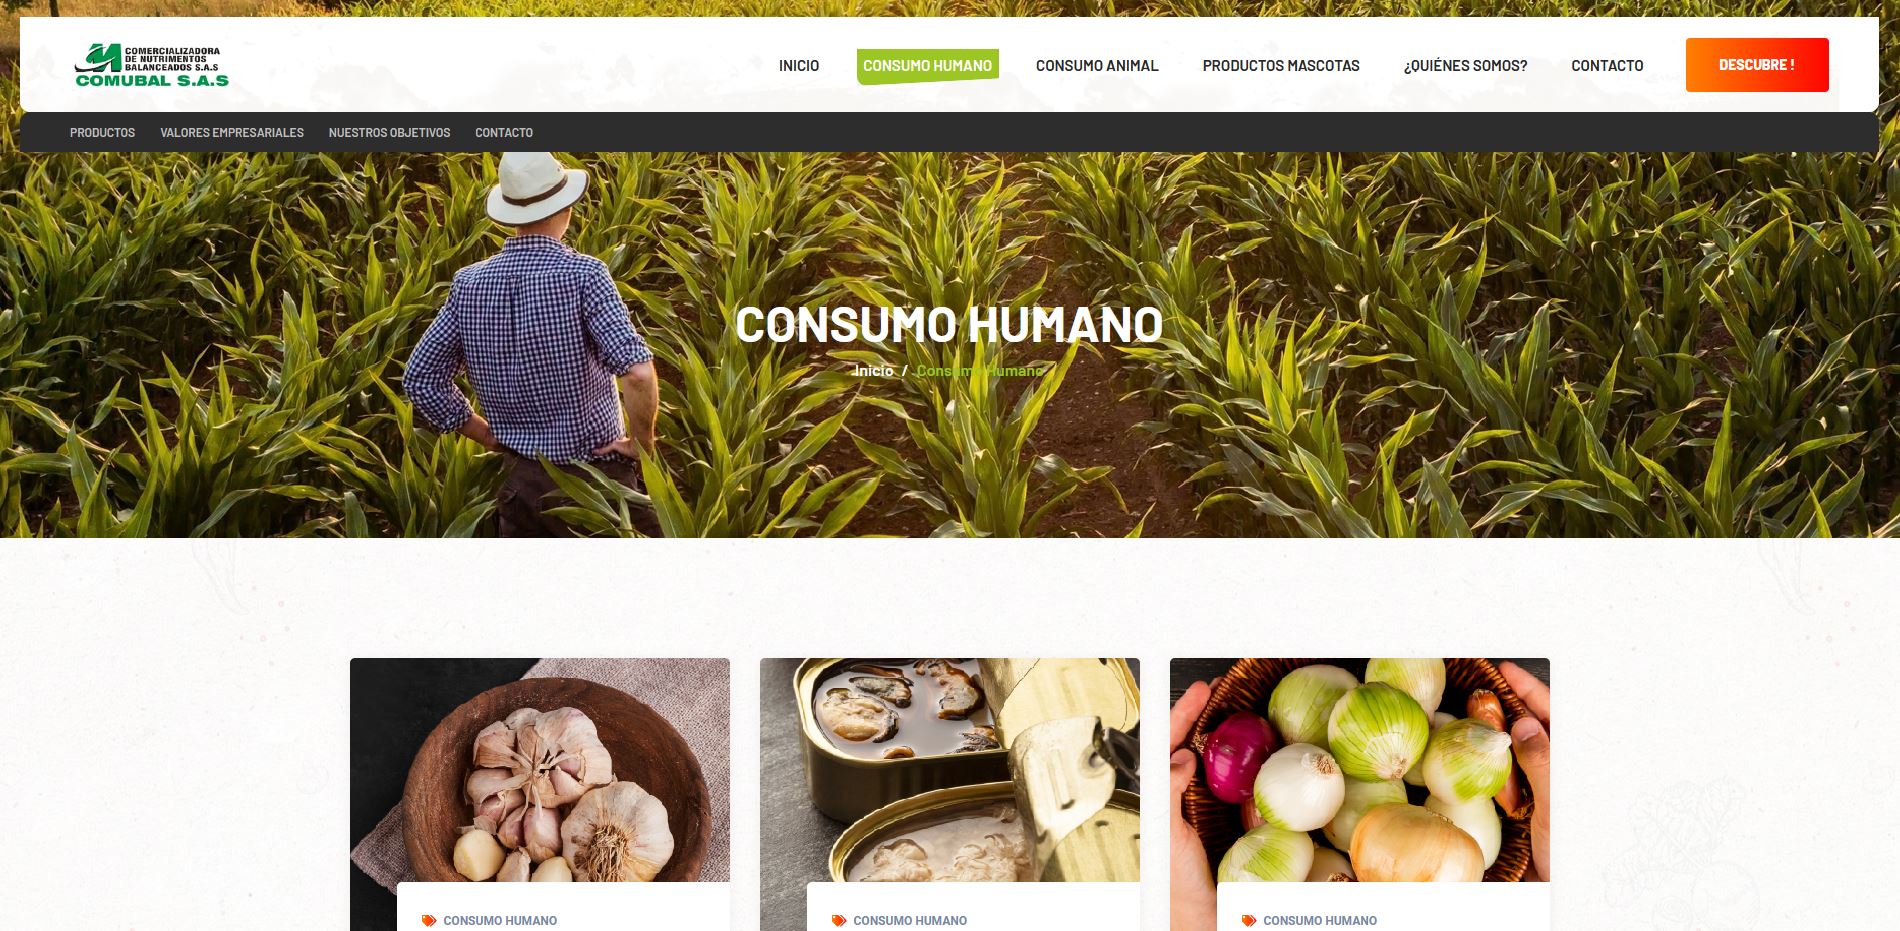 COMERCIALIZADORA
DE NUTRIMENTOS
BALANCEADOS S.A.S
COMUBAL S.A.S
INICIO
CONSUMO HUMANO
CONSUMO ANIMAL
PRODUCTOS MASCOTAS
¿QUIÉNES SOMOS?
CONTACTO
DESCUBRE !
PRODUCTOS
VALORES EMPRESARIALES
NUESTROS OBJETIVOS
CONTACTO
CONSUMO HUMANO
Inicio / Consumo Humano
CONSUMO HUMANO
CONSUMO HUMANO
CONSUMO HUMANO